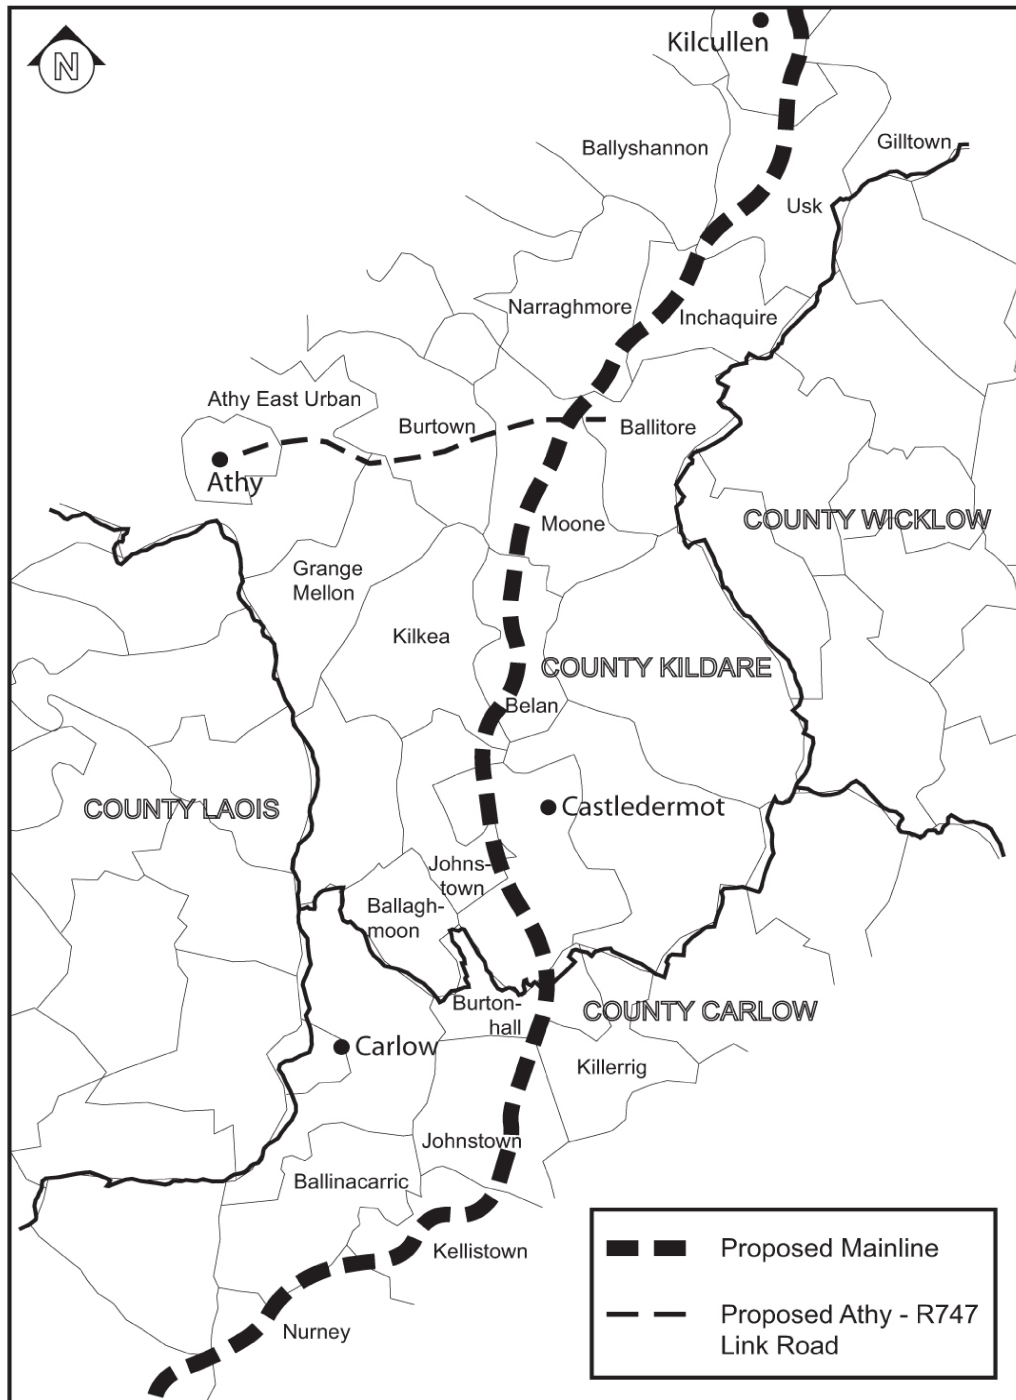 N
Kilcullen
Ballyshannon
Gilltown
Usk
Narraghmore
Inchaquire
Athy East Urban
Burtown
Ballitore
Athy
COUNTY WICKLOW
Moone
Grange
Mellon
Kilkea
COUNTY KILDARE
Belan
COUNTY LAOIS
Castledermot
Johns-
town
Ballagh-
moon
Burton-
hall
COUNTY CARLOW
Carlow
Killerrig
Johnstown
Ballinacarric
Kellistown
Nurney
Proposed Mainline
Proposed Athy - R747
Link Road